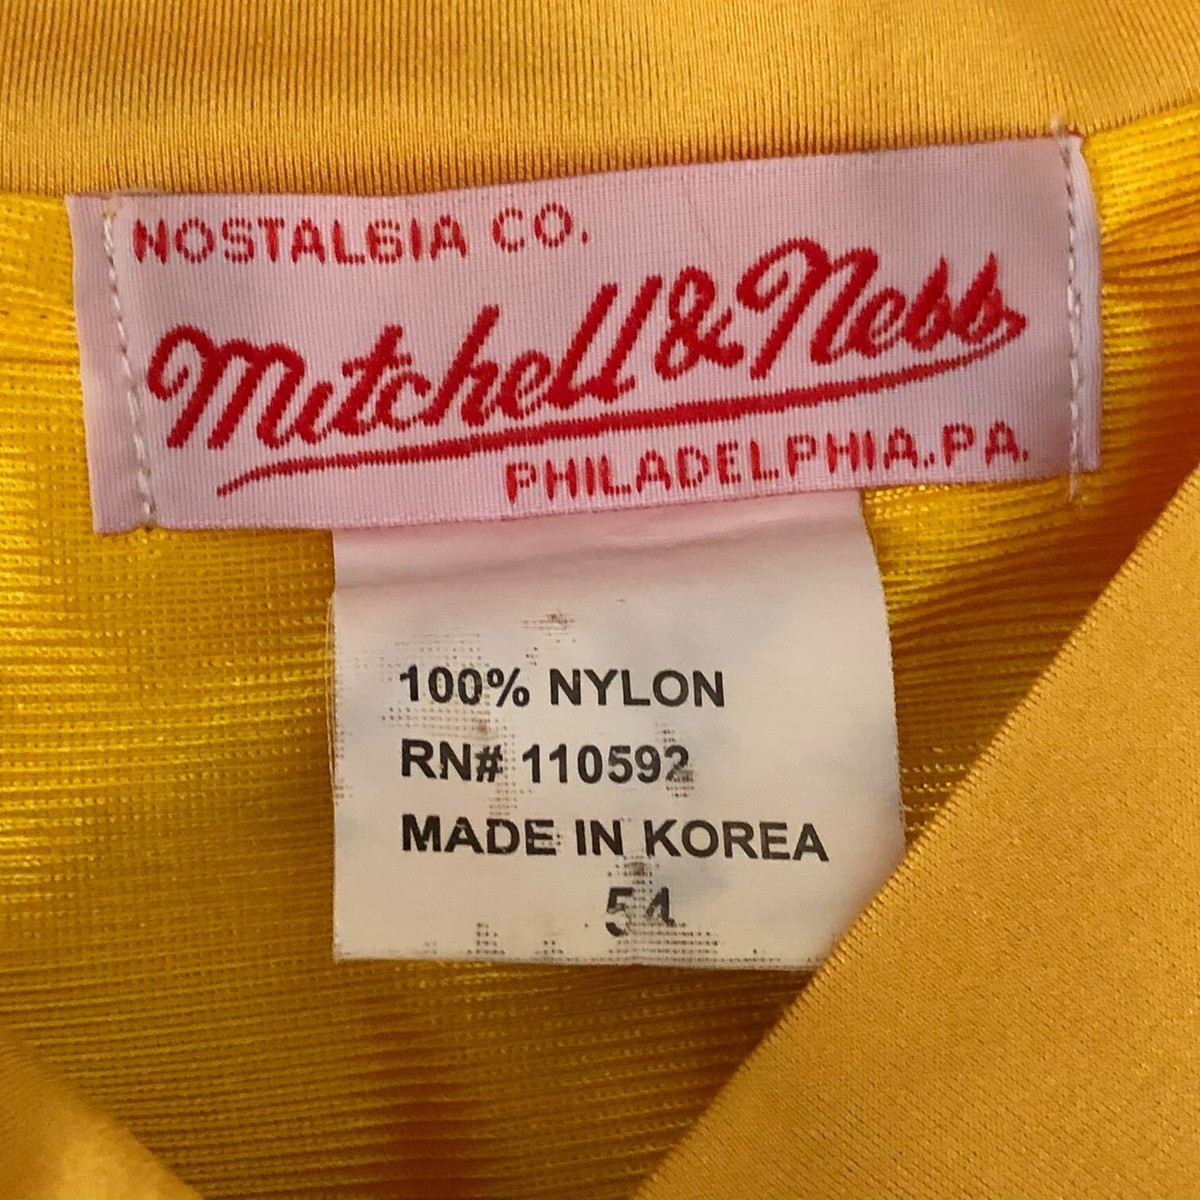 NOSTALGIA CO.
Mitchell & Ness
PHILADELPHIA, PA.
100% NYLON
RN# 110592
MADE IN KOREA
54